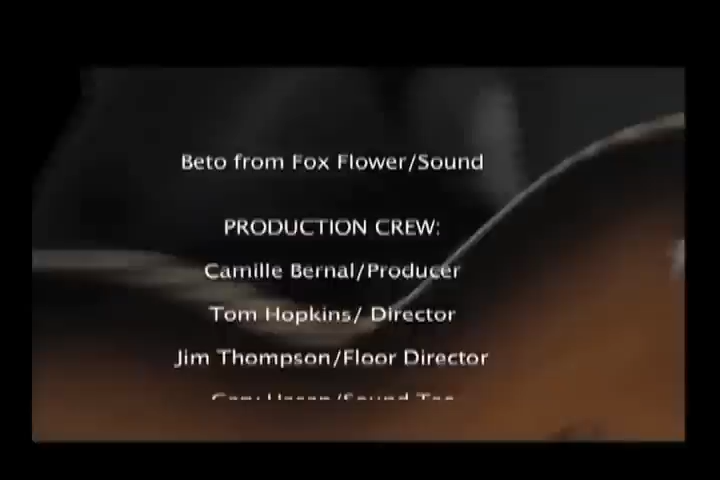 Beto from Fox Flower/Sound
PRODUCTION CREW:
Camille Bernal/Producer
Tom Hopkins/ Director
Jim Thompson/Floor Director